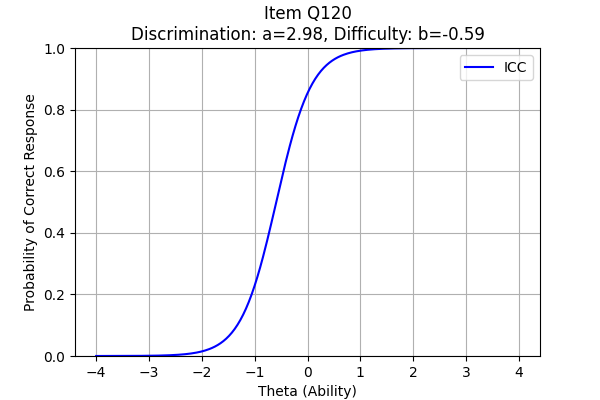 Item Q120
Discrimination: a=2.98, Difficulty: b=-0.59
ICC
Probability of Correct Response
1.0
0.8
0.6
0.4
0.2
0.0
−4 −3 −2 −1 0 1 2 3 4
Theta (Ability)